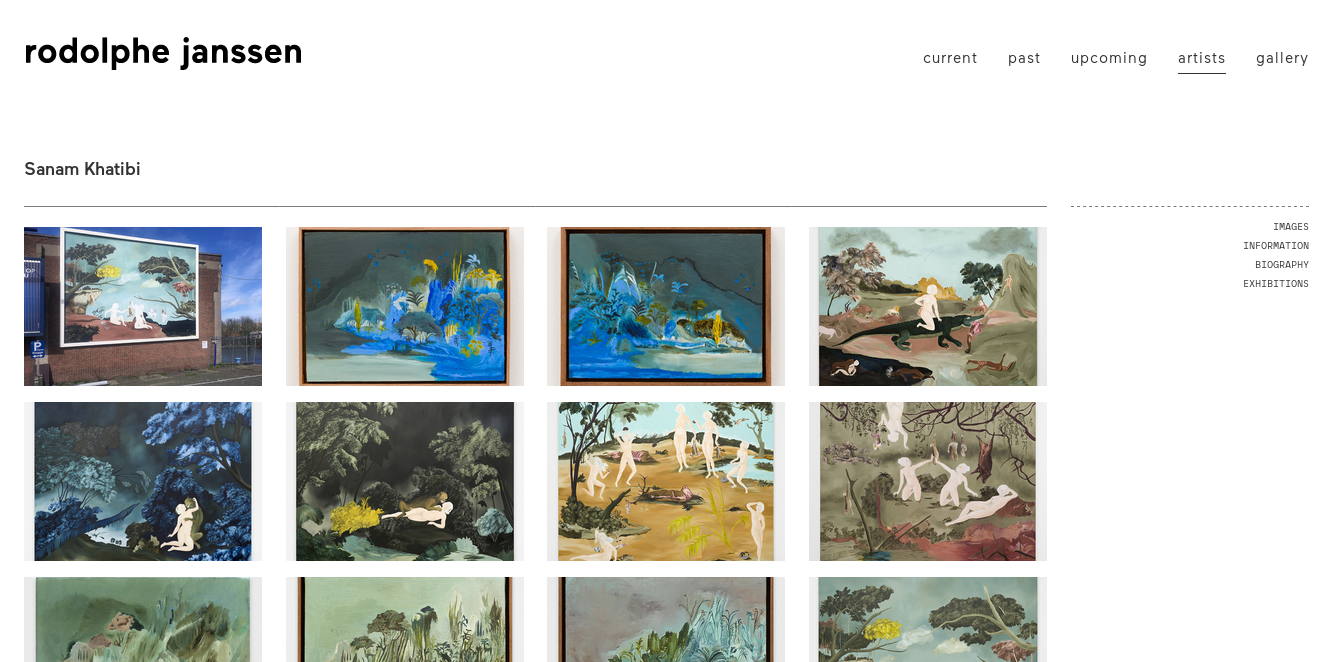 rodolphe janssen
current past upcoming artists gallery
Sanam Khatibi
IMAGES
INFORMATION
BIOGRAPHY
EXHIBITIONS
P